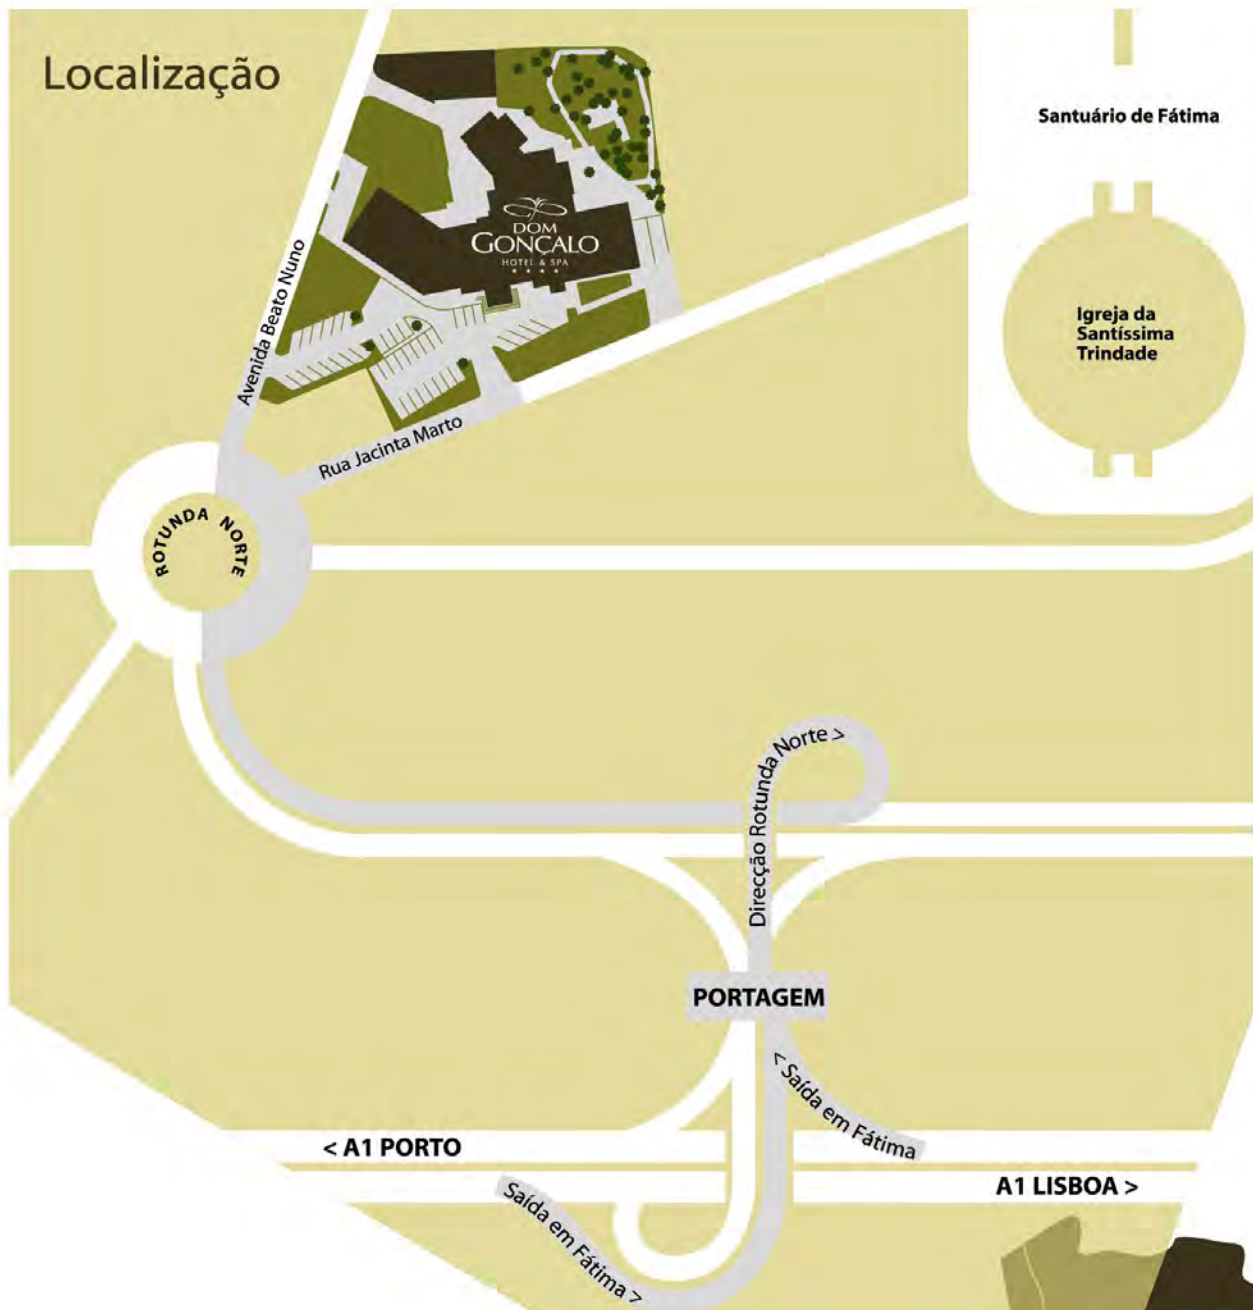 Localização
Santuário de Fátima
DOM
GONÇALO
HOTEL & SPA
Avenida Beato Nuno
Igreja da
Santíssima
Trindade
Rua Jacinta Marto
ROTUNDA NORTE
Direcção Rotunda Norte >
PORTAGEM
< Saída em Fátima
< A1 PORTO
A1 LISBOA >
Saída em Fátima >